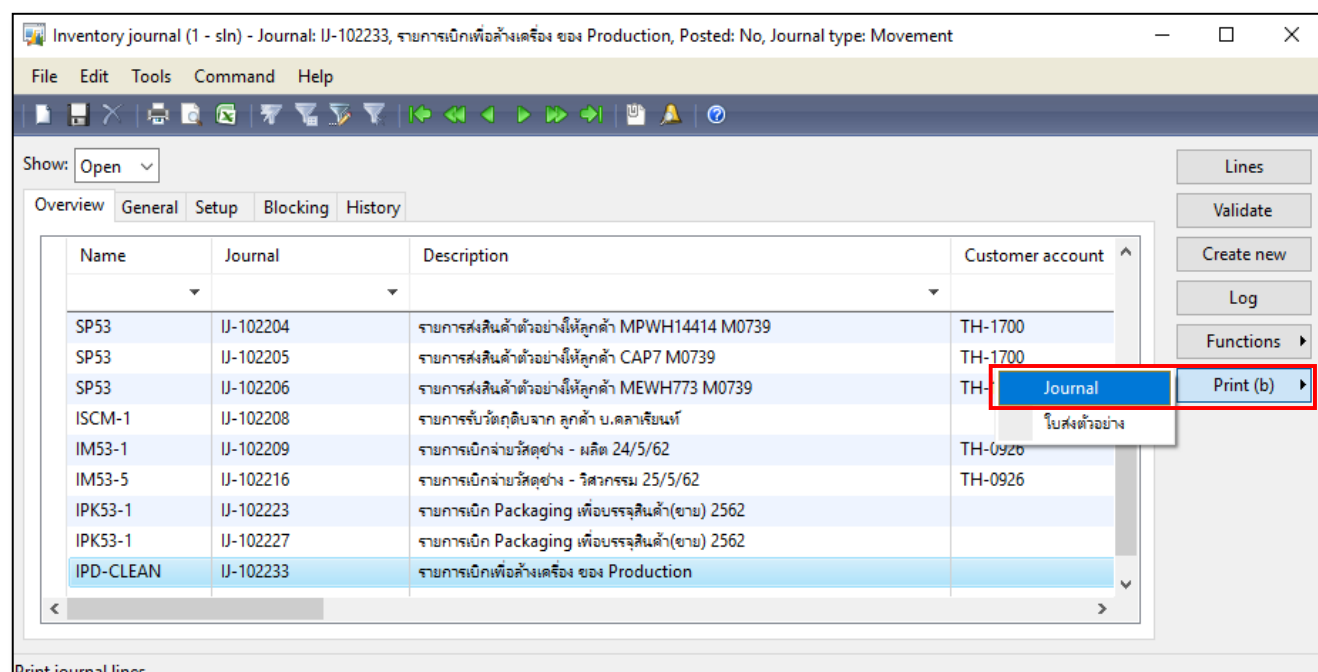 Inventory journal (1 - sln) - Journal: IJ-102233, รายการเบิกเพื่อล้างเครื่อง ของ Production, Posted: No, Journal type: Movement
File Edit Tools Command Help
Show: Open
Lines
Overview General Setup Blocking History
Validate
Name Journal Description Customer account
Create new
Log
SP53 IJ-102204 รายการส่งสินค้าตัวอย่างให้ลูกค้า MPWH14414 M0739 TH-1700
Functions
SP53 IJ-102205 รายการส่งสินค้าตัวอย่างให้ลูกค้า CAP7 M0739 TH-1700
SP53 IJ-102206 รายการส่งสินค้าตัวอย่างให้ลูกค้า MEWH773 M0739 TH-
Journal
Print (b)
ISCM-1 IJ-102208 รายการรับวัตถุดิบจาก ลูกค้า บ.คลาเรียนท์
ใบส่งตัวอย่าง
IM53-1 IJ-102209 รายการเบิกจ่ายวัสดุช่าง - ผลิต 24/5/62 TH-0926
IM53-5 IJ-102216 รายการเบิกจ่ายวัสดุช่าง - วิศวกรรม 25/5/62 TH-0926
IPK53-1 IJ-102223 รายการเบิก Packaging เพื่อบรรจุสินค้า(ขาย) 2562
IPK53-1 IJ-102227 รายการเบิก Packaging เพื่อบรรจุสินค้า(ขาย) 2562
IPD-CLEAN IJ-102233 รายการเบิกเพื่อล้างเครื่อง ของ Production
Print journal lines